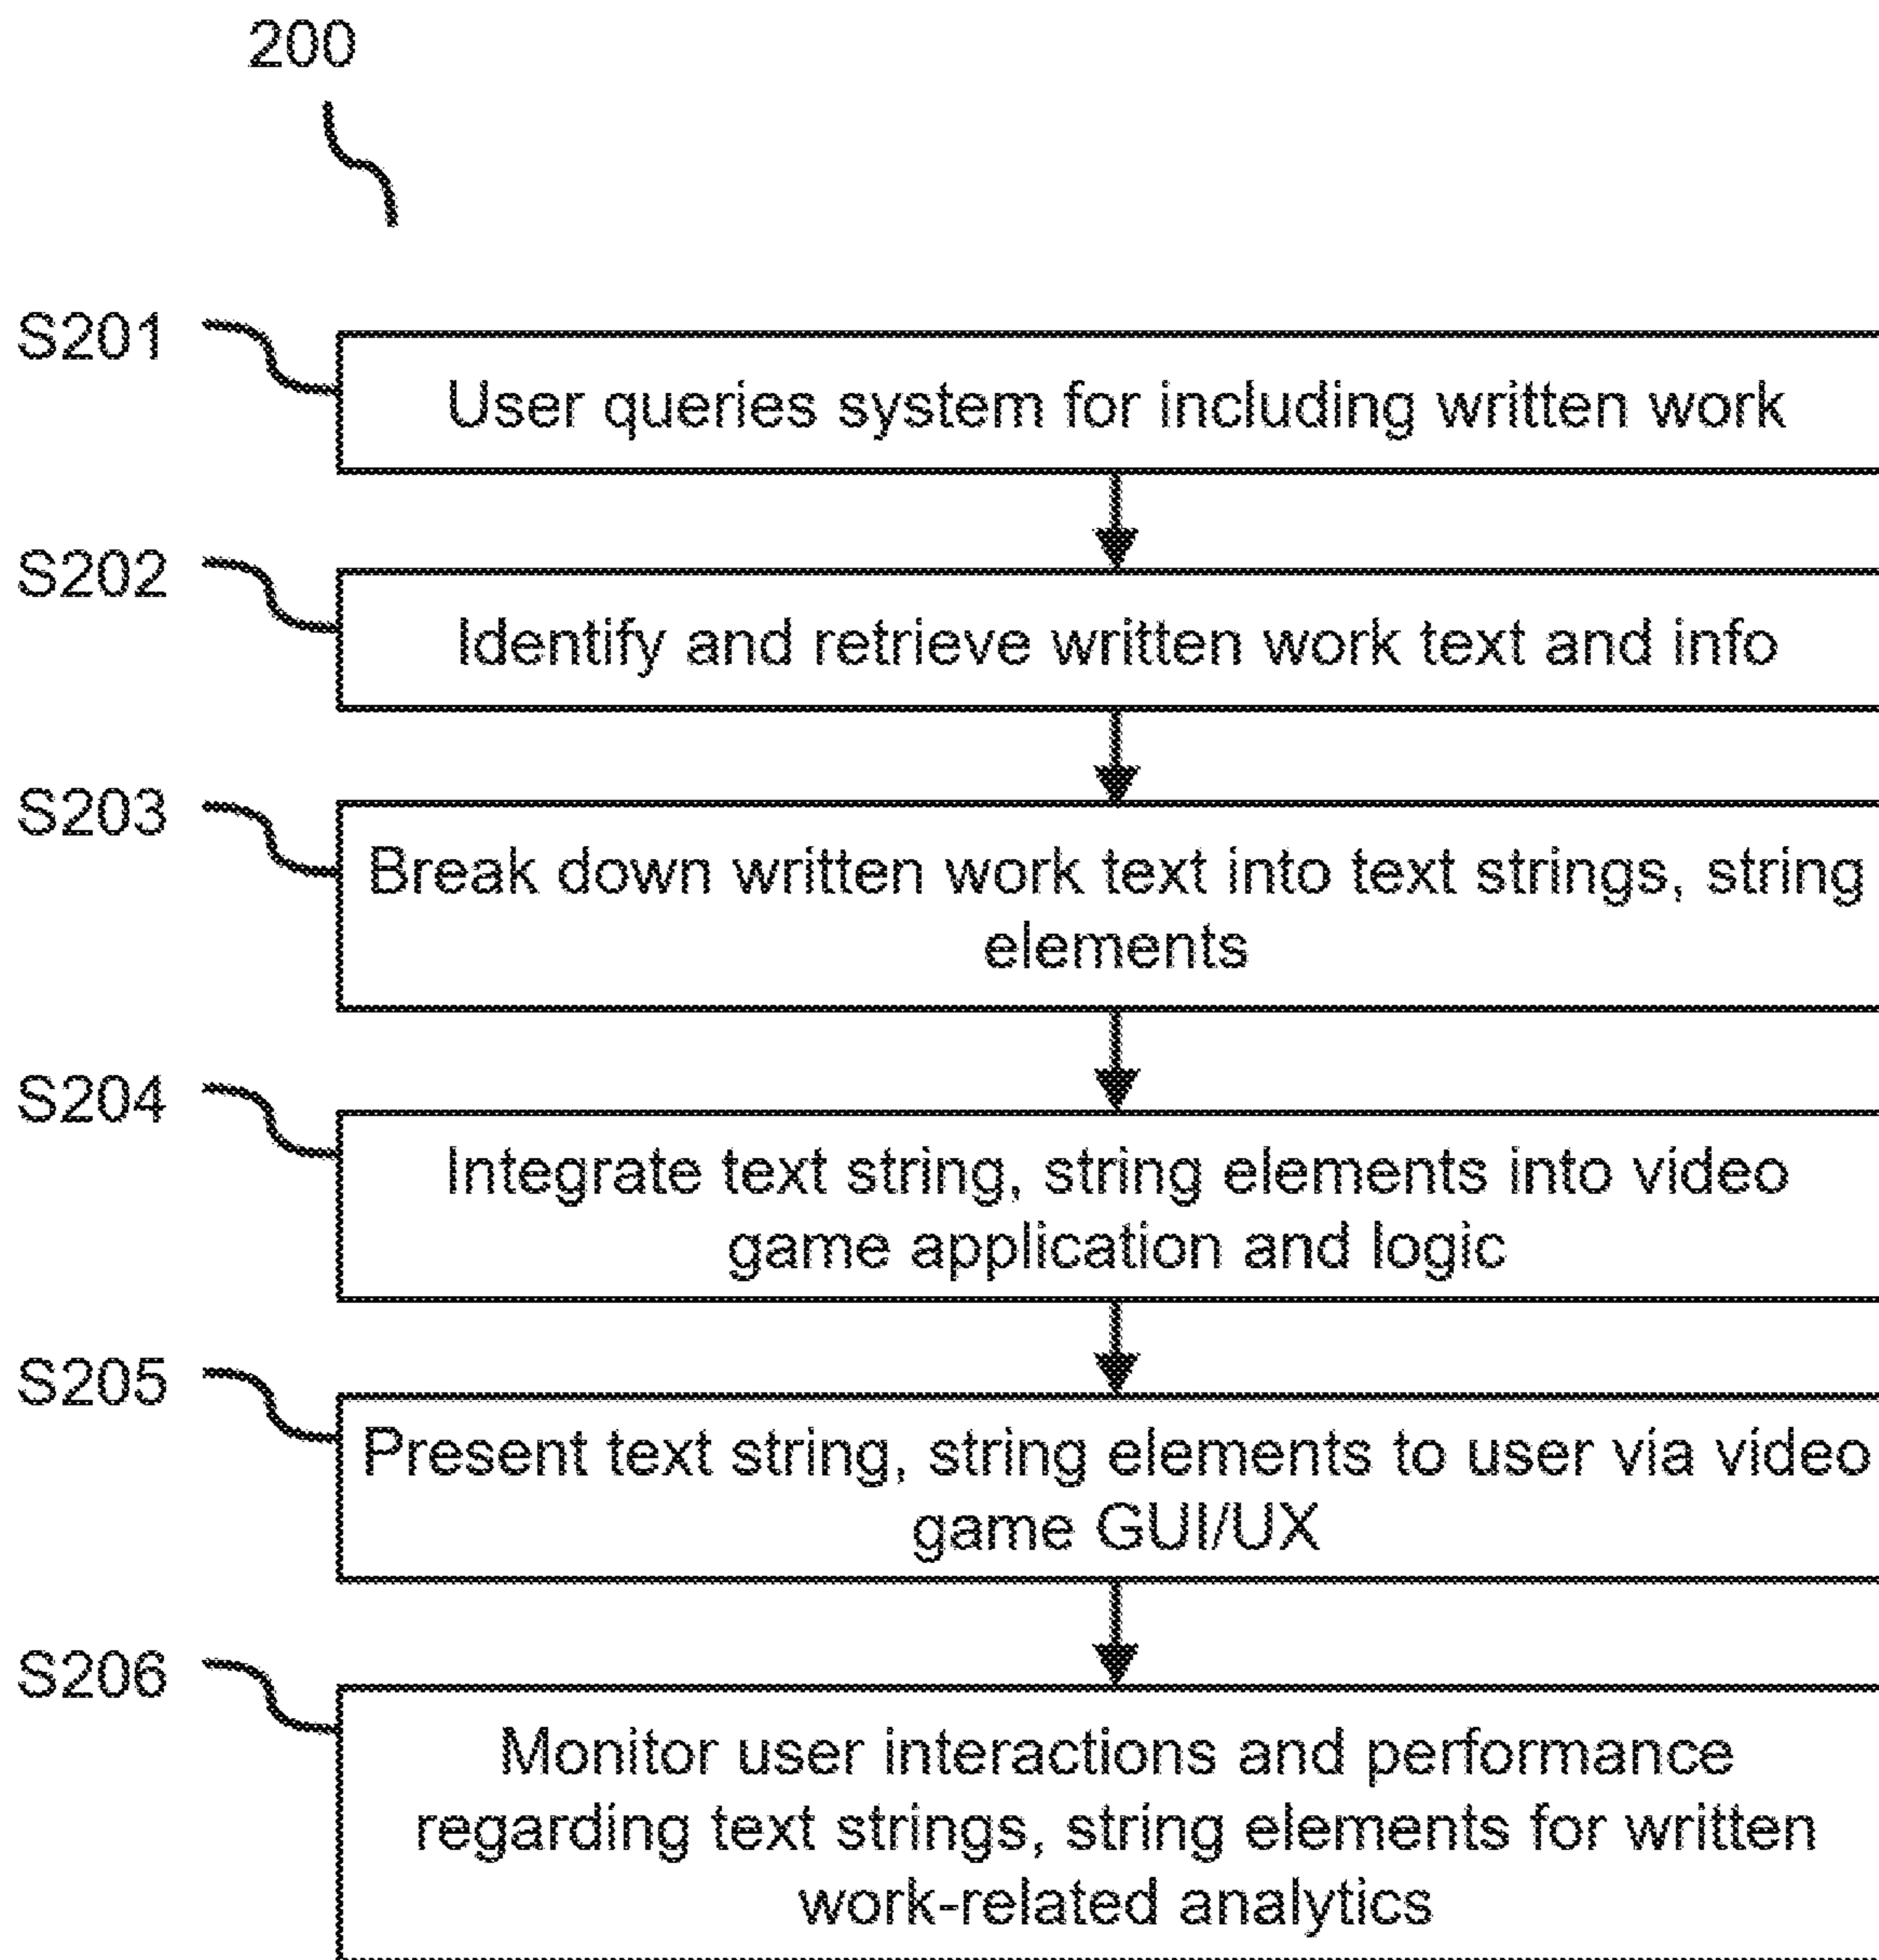 200
S201
User queries system for including written work
S202
Identify and retrieve written work text and info
S203
Break down written work text into text strings, string
elements
S204
Integrate text string, string elements into video
game application and logic
S205
Present text string, string elements to user via video
game GUI/UX
S206
Monitor user interactions and performance
regarding text strings, string elements for written
work-related analytics